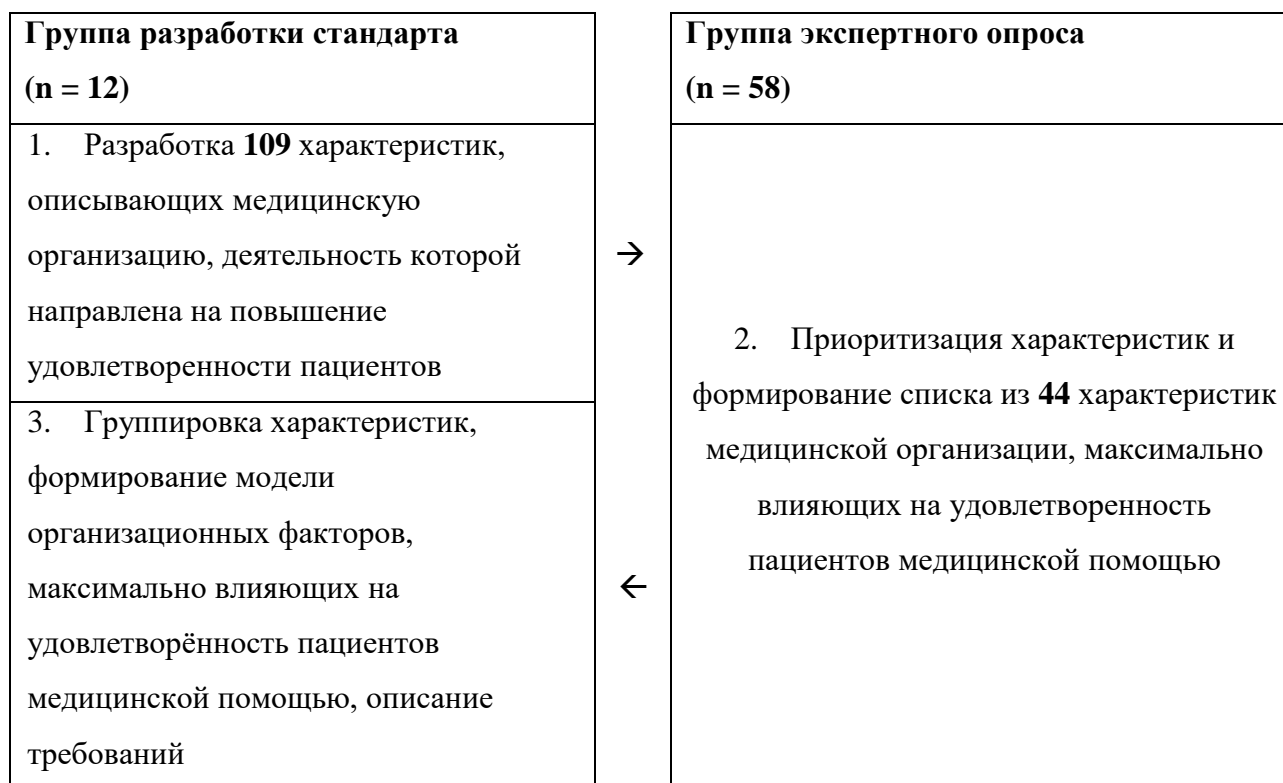 Группа разработки стандарта
(n = 12)
1. Разработка 109 характеристик,
описывающих медицинскую
организацию, деятельность которой
направлена на повышение
удовлетворенности пациентов
→
Группа экспертного опроса
(n = 58)
2. Приоритизация характеристик и
формирование списка из 44 характеристик
медицинской организации, максимально
влияющих на удовлетворенность
пациентов медицинской помощью
←
3. Группировка характеристик,
формирование модели
организационных факторов,
максимально влияющих на
удовлетворённость пациентов
медицинской помощью, описание
требований